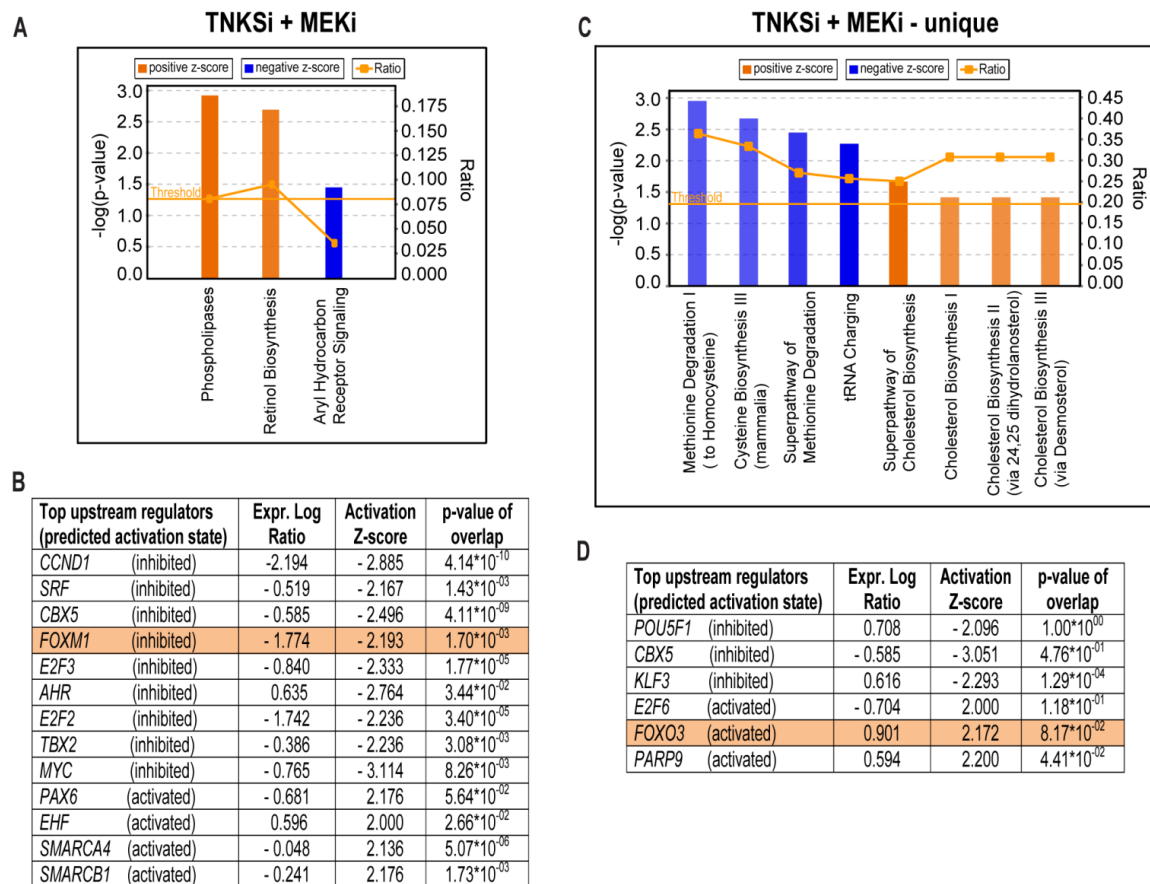 A
TNKSi + MEKi
positive z-score
negative z-score
Ratio
3.0
2.5
2.0
1.5
1.0
0.5
0.0
-log(p-value)
Threshold
0.175
0.150
0.125
0.100
0.075
0.050
0.025
0.000
Ratio
Phospholipases
Retinol Biosynthesis
Aryl Hydrocarbon
Receptor Signaling
B
Top upstream regulators Expr. Log Activation p-value of
(predicted activation state) Ratio Z-score overlap
CCND1 (inhibited) -2.194 - 2.885 4.14*10-10
SRF (inhibited) - 0.519 - 2.167 1.43*10-03
CBX5 (inhibited) - 0.585 - 2.496 4.11*10-09
FOXM1 (inhibited) - 1.774 - 2.193 1.70*10-03
E2F3 (inhibited) - 0.840 - 2.333 1.77*10-05
AHR (inhibited) 0.635 - 2.764 3.44*10-02
E2F2 (inhibited) - 1.742 - 2.236 3.40*10-05
TBX2 (inhibited) - 0.386 - 2.236 3.08*10-03
MYC (inhibited) - 0.765 - 3.114 8.26*10-03
PAX6 (activated) - 0.681 2.176 5.64*10-02
EHF (activated) 0.596 2.000 2.66*10-02
SMARCA4 (activated) - 0.048 2.136 5.07*10-06
SMARCB1 (activated) - 0.241 2.176 1.73*10-03
C
TNKSi + MEKi - unique
positive z-score
negative z-score
Ratio
3.0
2.5
2.0
1.5
1.0
0.5
0.0
-log(p-value)
Threshold
0.45
0.40
0.35
0.30
0.25
0.20
0.15
0.10
0.05
0.00
Ratio
Methionine Degradation I
( to Homocysteine)
Cysteine Biosynthesis III
(mammalia)
Superpathway of
Methionine Degradation
tRNA Charging
Superpathway of
Cholesterol Biosynthesis
Cholesterol Biosynthesis I
Cholesterol Biosynthesis II
(via 24,25 dihydrolanosterol)
Cholesterol Biosynthesis III
(via Desmosterol)
D
Top upstream regulators Expr. Log Activation p-value of
(predicted activation state) Ratio Z-score overlap
POU5F1 (inhibited) 0.708 - 2.096 1.00*1000
CBX5 (inhibited) - 0.585 - 3.051 4.76*10-01
KLF3 (inhibited) 0.616 - 2.293 1.29*10-04
E2F6 (activated) - 0.704 2.000 1.18*10-01
FOXO3 (activated) 0.901 2.172 8.17*10-02
PARP9 (activated) 0.594 2.200 4.41*10-02